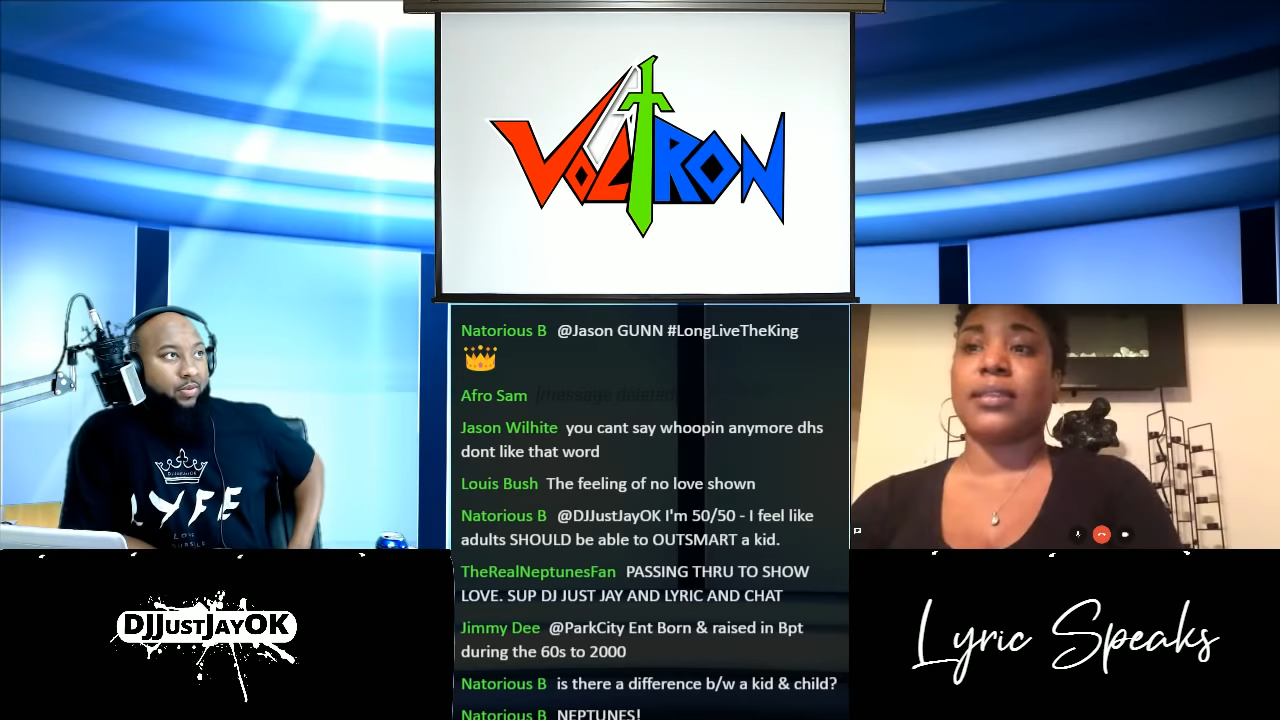 VOLTRON
Natorious B @Jason GUNN #LongLiveTheKing
Afro Sam [message deleted]
Jason Wilhite you cant say whoopin anymore dhs
dont like that word
Louis Bush The feeling of no love shown
Natorious B @DJJustJayOK I'm 50/50 - I feel like
adults SHOULD be able to OUTSMART a kid.
TheRealNeptunesFan PASSING THRU TO SHOW
LOVE. SUP DJ JUST JAY AND LYRIC AND CHAT
Jimmy Dee @ParkCity Ent Born & raised in Bpt
during the 60s to 2000
Natorious B is there a difference b/w a kid & child?
Natorious B NEPTUNES!
LYFE
LOVE
DJJUSTJAYOK
Lyric Speaks